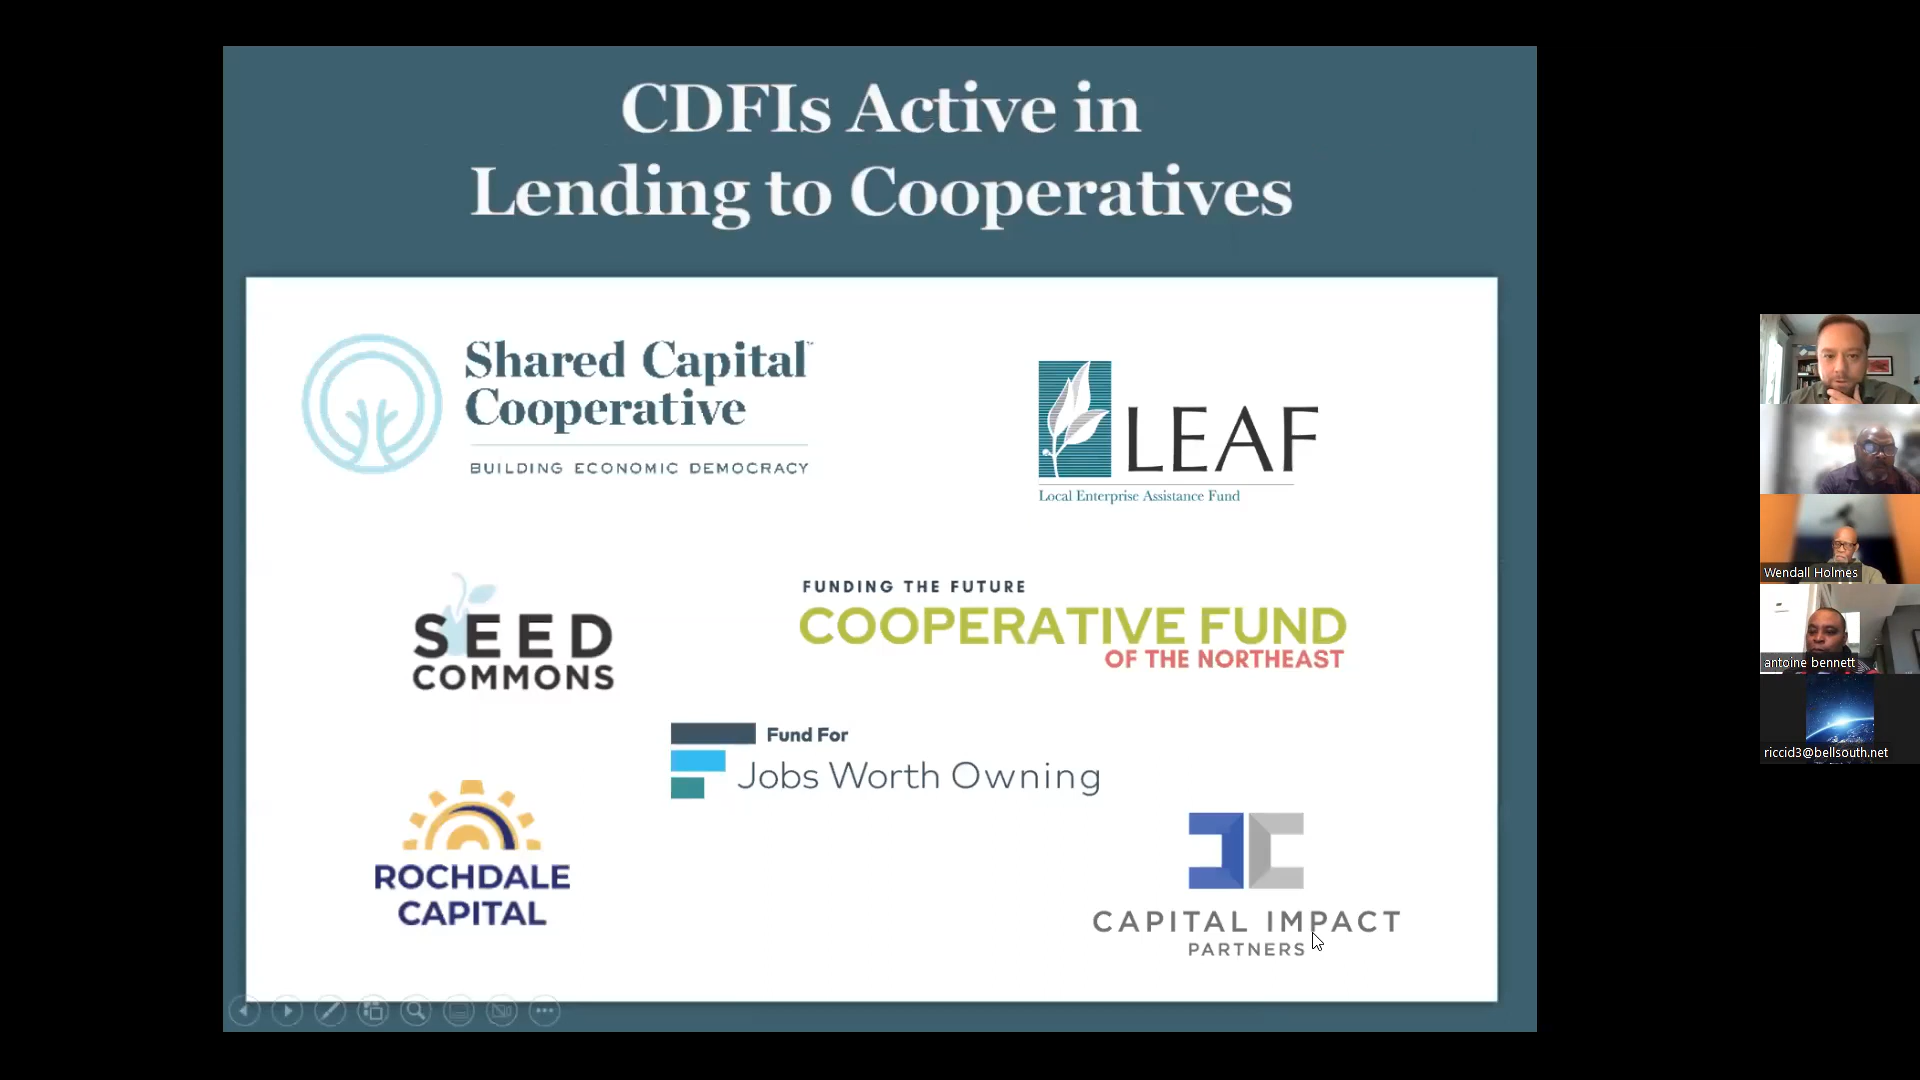 CDFIs Active in
Lending to Cooperatives
Shared Capital
Cooperative
BUILDING ECONOMIC DEMOCRACY
LEAF
Local Enterprise Assistance Fund
SEED
COMMONS
FUNDING THE FUTURE
COOPERATIVE FUND
OF THE NORTHEAST
Fund For
Jobs Worth Owning
ROCHDALE
CAPITAL
CAPITAL IMPACT
PARTNERS
Wendall Holmes
antoine bennett
riccid3@bellsouth.net